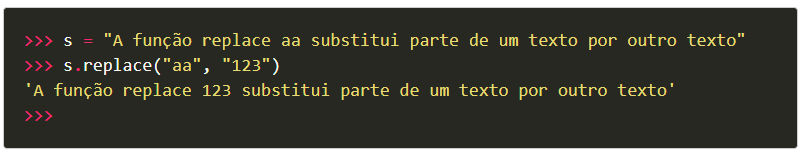 >>> s = "A função replace aa substitui parte de um texto por outro texto"
>>> s.replace("aa", "123")
'A função replace 123 substitui parte de um texto por outro texto'
>>>